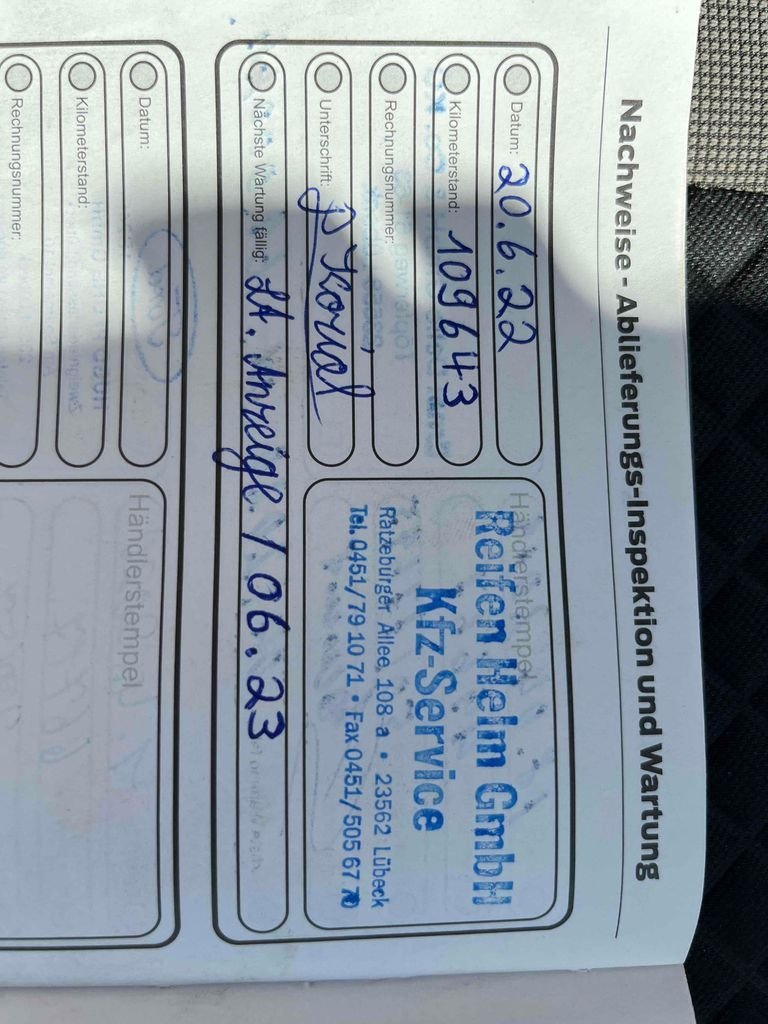 Nachweise - Ablieferungs-Inspektion und Wartung
Datum: 20.6.22
Kilometerstand: 109643
Rechnungsnummer:
Unterschrift:
Händlerstempel
Reifen Heim GmbH
Kfz-Service
Ratzeburger Allee 108 a • 23562 Lübeck
Tel. 0451/79 10 71 • Fax 0451/505 67 70
Nächste Wartung fällig: Lt. Anzeige / 06.23
Datum:
Kilometerstand:
Rechnungsnummer:
Händlerstempel